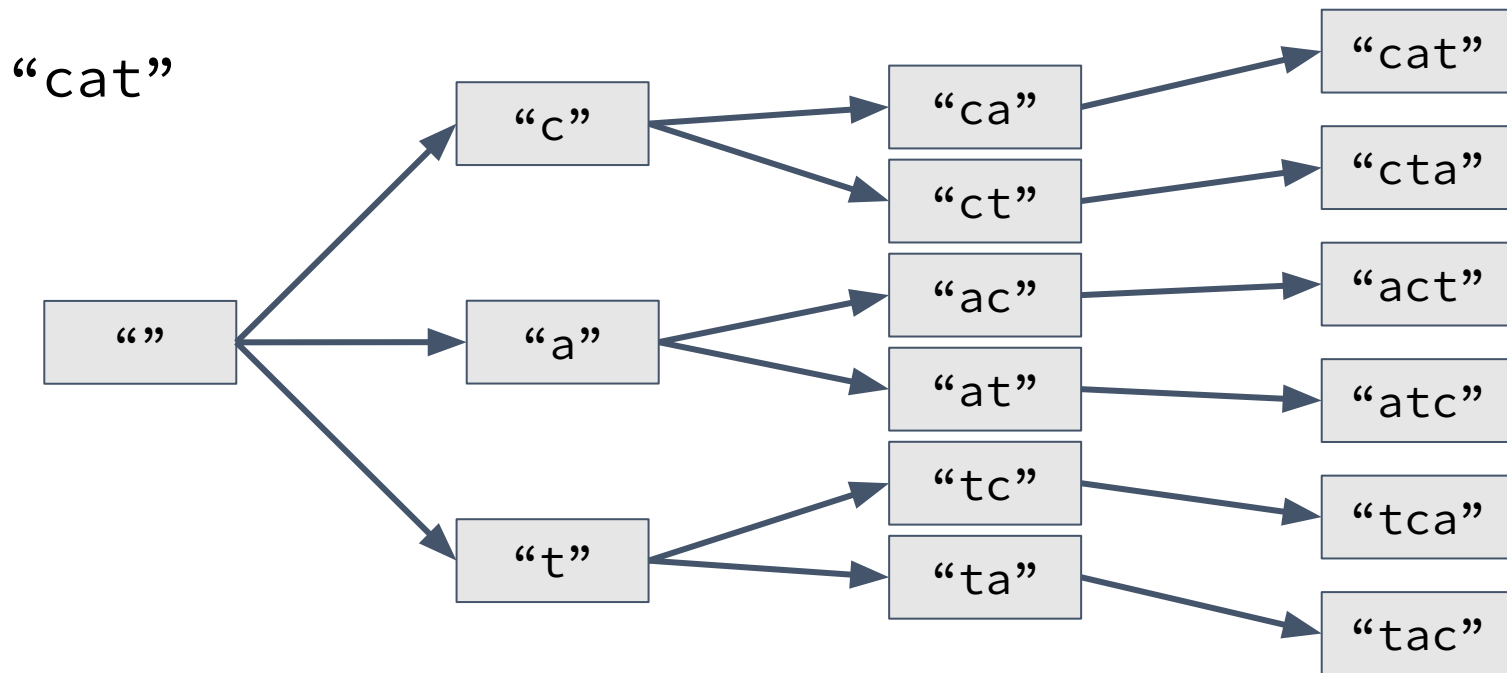 “cat”
“”
“c”
“a”
“t”
“ca”
“ct”
“ac”
“at”
“tc”
“ta”
“cat”
“cta”
“act”
“atc”
“tca”
“tac”